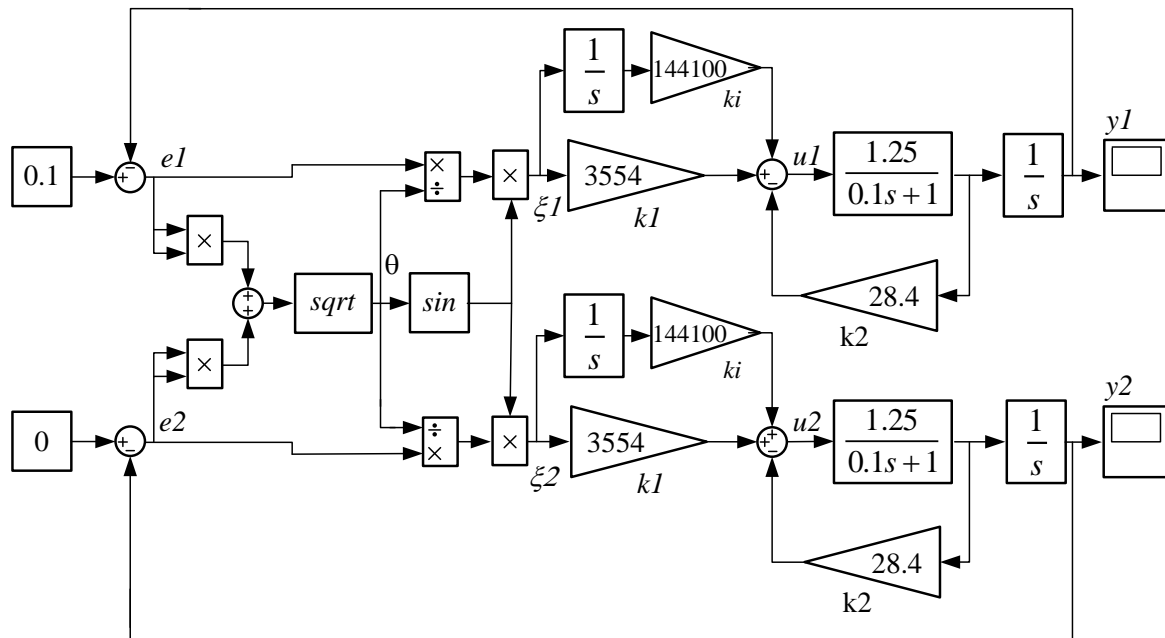 1
s
144100
ki
y1
0.1
+
−
e1
×
÷
×
ξ1
3554
k1
+
−
u1
1.25
0.1s+1
1
s
×
θ
+
+
sqrt
sin
28.4
k2
1
s
144100
ki
×
y2
0
+
−
e2
÷
×
×
ξ2
3554
k1
+
+
−
u2
1.25
0.1s+1
1
s
28.4
k2